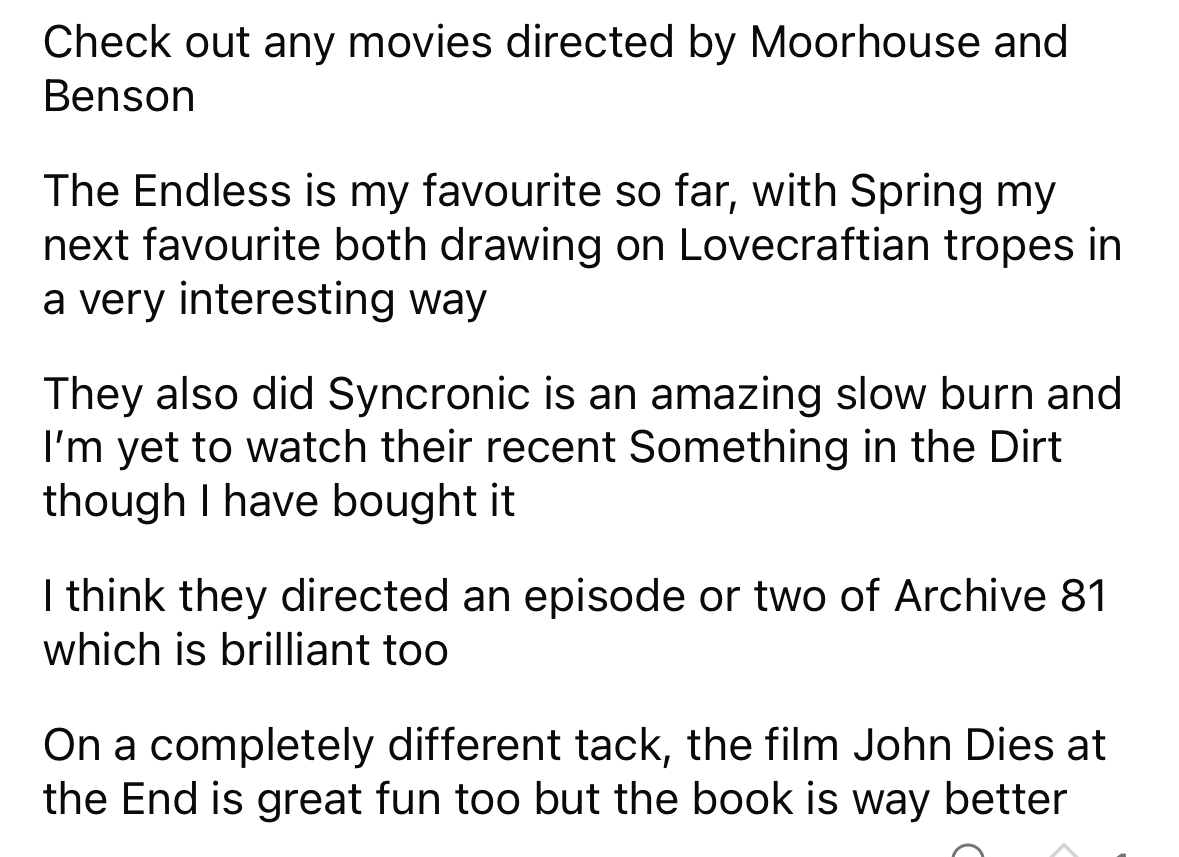 Check out any movies directed by Moorhouse and
Benson
The Endless is my favourite so far, with Spring my
next favourite both drawing on Lovecraftian tropes in
a very interesting way
They also did Syncronic is an amazing slow burn and
I’m yet to watch their recent Something in the Dirt
though I have bought it
I think they directed an episode or two of Archive 81
which is brilliant too
On a completely different tack, the film John Dies at
the End is great fun too but the book is way better